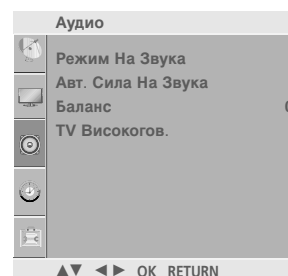 Аудио
Режим На Звука
Авт. Сила На Звука
Баланс
TV Високогов.
▲▼ ◄► OK RETURN